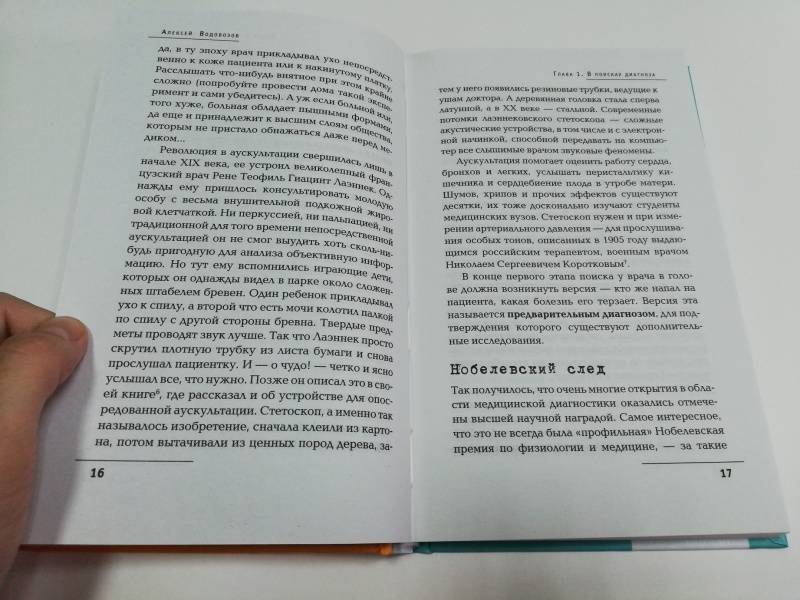 Алексей Водовозов
да, в ту эпоху врач прикладывал ухо непосредст-
венно к коже пациента или к накинутому платку.
Расслышать что-нибудь внятное при этом крайне
сложно (попробуйте провести дома такой экспе-
римент и сами убедитесь). А уж если больной или,
того хуже, больная обладает пышными формами,
да еще и принадлежит к высшим слоям общества,
которым не пристало обнажаться даже перед ме-
диком...
Революция в аускультации свершилась лишь в
начале XIX века, ее устроил великолепный фран-
цузский врач Рене Теофиль Гиацинт Лаэннек. Од-
нажды ему пришлось консультировать молодую
особу с весьма внушительной подкожной жиро-
вой клетчаткой. Ни перкуссией, ни пальпацией, ни
традиционной для того времени непосредственной
аускультацией он не смог выудить хоть сколь-ни-
будь пригодную для анализа объективную инфор-
мацию. Но тут ему вспомнились играющие дети,
которых он однажды видел в парке около сложен-
ных штабелем бревен. Один ребенок прикладывал
ухо к спилу, а второй что есть мочи колотил палкой
по спилу с другой стороны бревна. Твердые пред-
меты проводят звук лучше. Так что Лаэннек просто
скрутил плотную трубку из листа бумаги и снова
прослушал пациентку. И — о чудо! — четко и ясно
услышал все, что нужно. Позже он описал это в сво-
ей книге⁶, где рассказал и об устройстве для опос-
редованной аускультации. Стетоскоп, а именно так
называлось изобретение, сначала клеили из карто-
на, потом вытачивали из ценных пород дерева, за-
16
Глава 1. В поисках диагноза
тем у него появились резиновые трубки, ведущие к
ушам доктора. А деревянная головка стала сперва
латунной, а в XX веке — стальной. Современные
потомки лаэннековского стетоскопа — сложные
акустические устройства, в том числе и с электрон-
ной начинкой, способной передавать на компью-
тер все слышимые врачом звуковые феномены.
Аускультация помогает оценить работу сердца,
бронхов и легких, услышать перистальтику ки-
шечника и сердцебиение плода в утробе матери.
Шумов, хрипов и прочих эффектов существуют
десятки, их тоже досконально изучают студенты
медицинских вузов. Стетоскоп нужен и при изме-
рении артериального давления — для прослушива-
ния особых тонов, описанных в 1905 году выдаю-
щимся российским терапевтом, военным врачом
Николаем Сергеевичем Коротковым⁷.
В конце первого этапа поиска у врача в голо-
ве должна возникнуть версия — кто же напал на
пациента, какая болезнь его терзает. Версия эта
называется предварительным диагнозом, для под-
тверждения которого существуют дополнитель-
ные исследования.
Нобелевский след
Так получилось, что очень многие открытия в обла-
сти медицинской диагностики оказались отмече-
ны высшей научной наградой. Самое интересное,
что это не всегда была «профильная» Нобелевская
премия по физиологии и медицине, — за такие
17